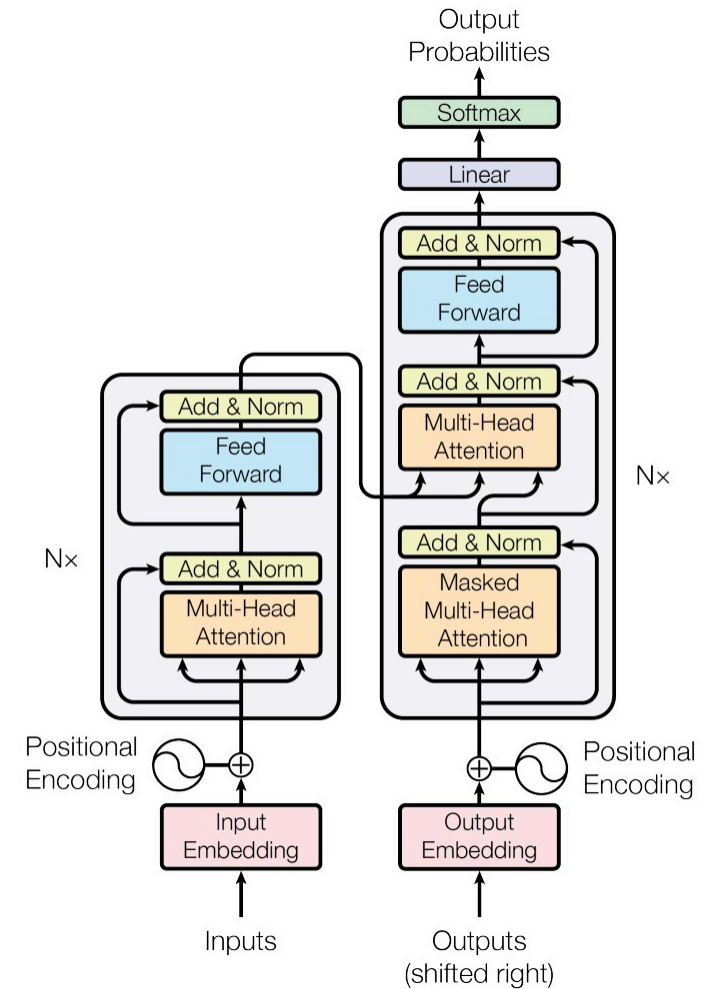 Output
Probabilities
Softmax
Linear
Add & Norm
Feed
Forward
Add & Norm
Multi-Head
Attention
N×
Add & Norm
Masked
Multi-Head
Attention
Add & Norm
Feed
Forward
N×
Add & Norm
Multi-Head
Attention
Positional
Encoding
Positional
Encoding
Input
Embedding
Output
Embedding
Inputs
Outputs
(shifted right)